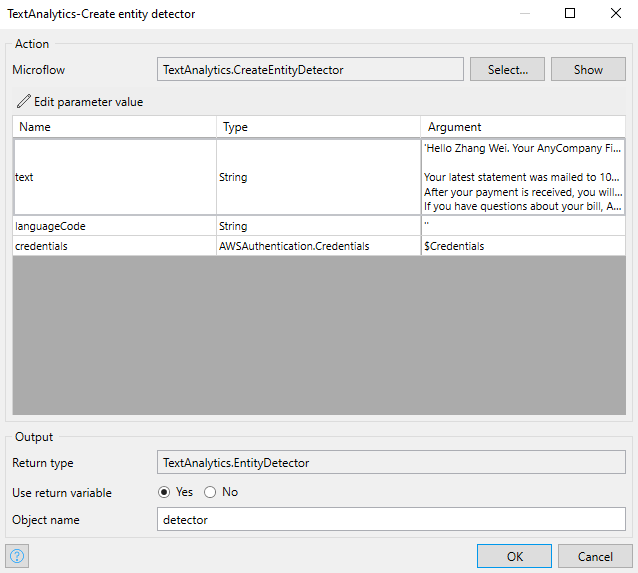 TextAnalytics-Create entity detector
Action
Microflow TextAnalytics.CreateEntityDetector Select... Show
Edit parameter value
Name Type Argument
text String 'Hello Zhang Wei. Your AnyCompany Fi...
Your latest statement was mailed to 10...
After your payment is received, you will...
If you have questions about your bill, A...
languageCode String ''
credentials AWSAuthentication.Credentials $Credentials
Output
Return type TextAnalytics.EntityDetector
Use return variable Yes No
Object name detector
? OK Cancel